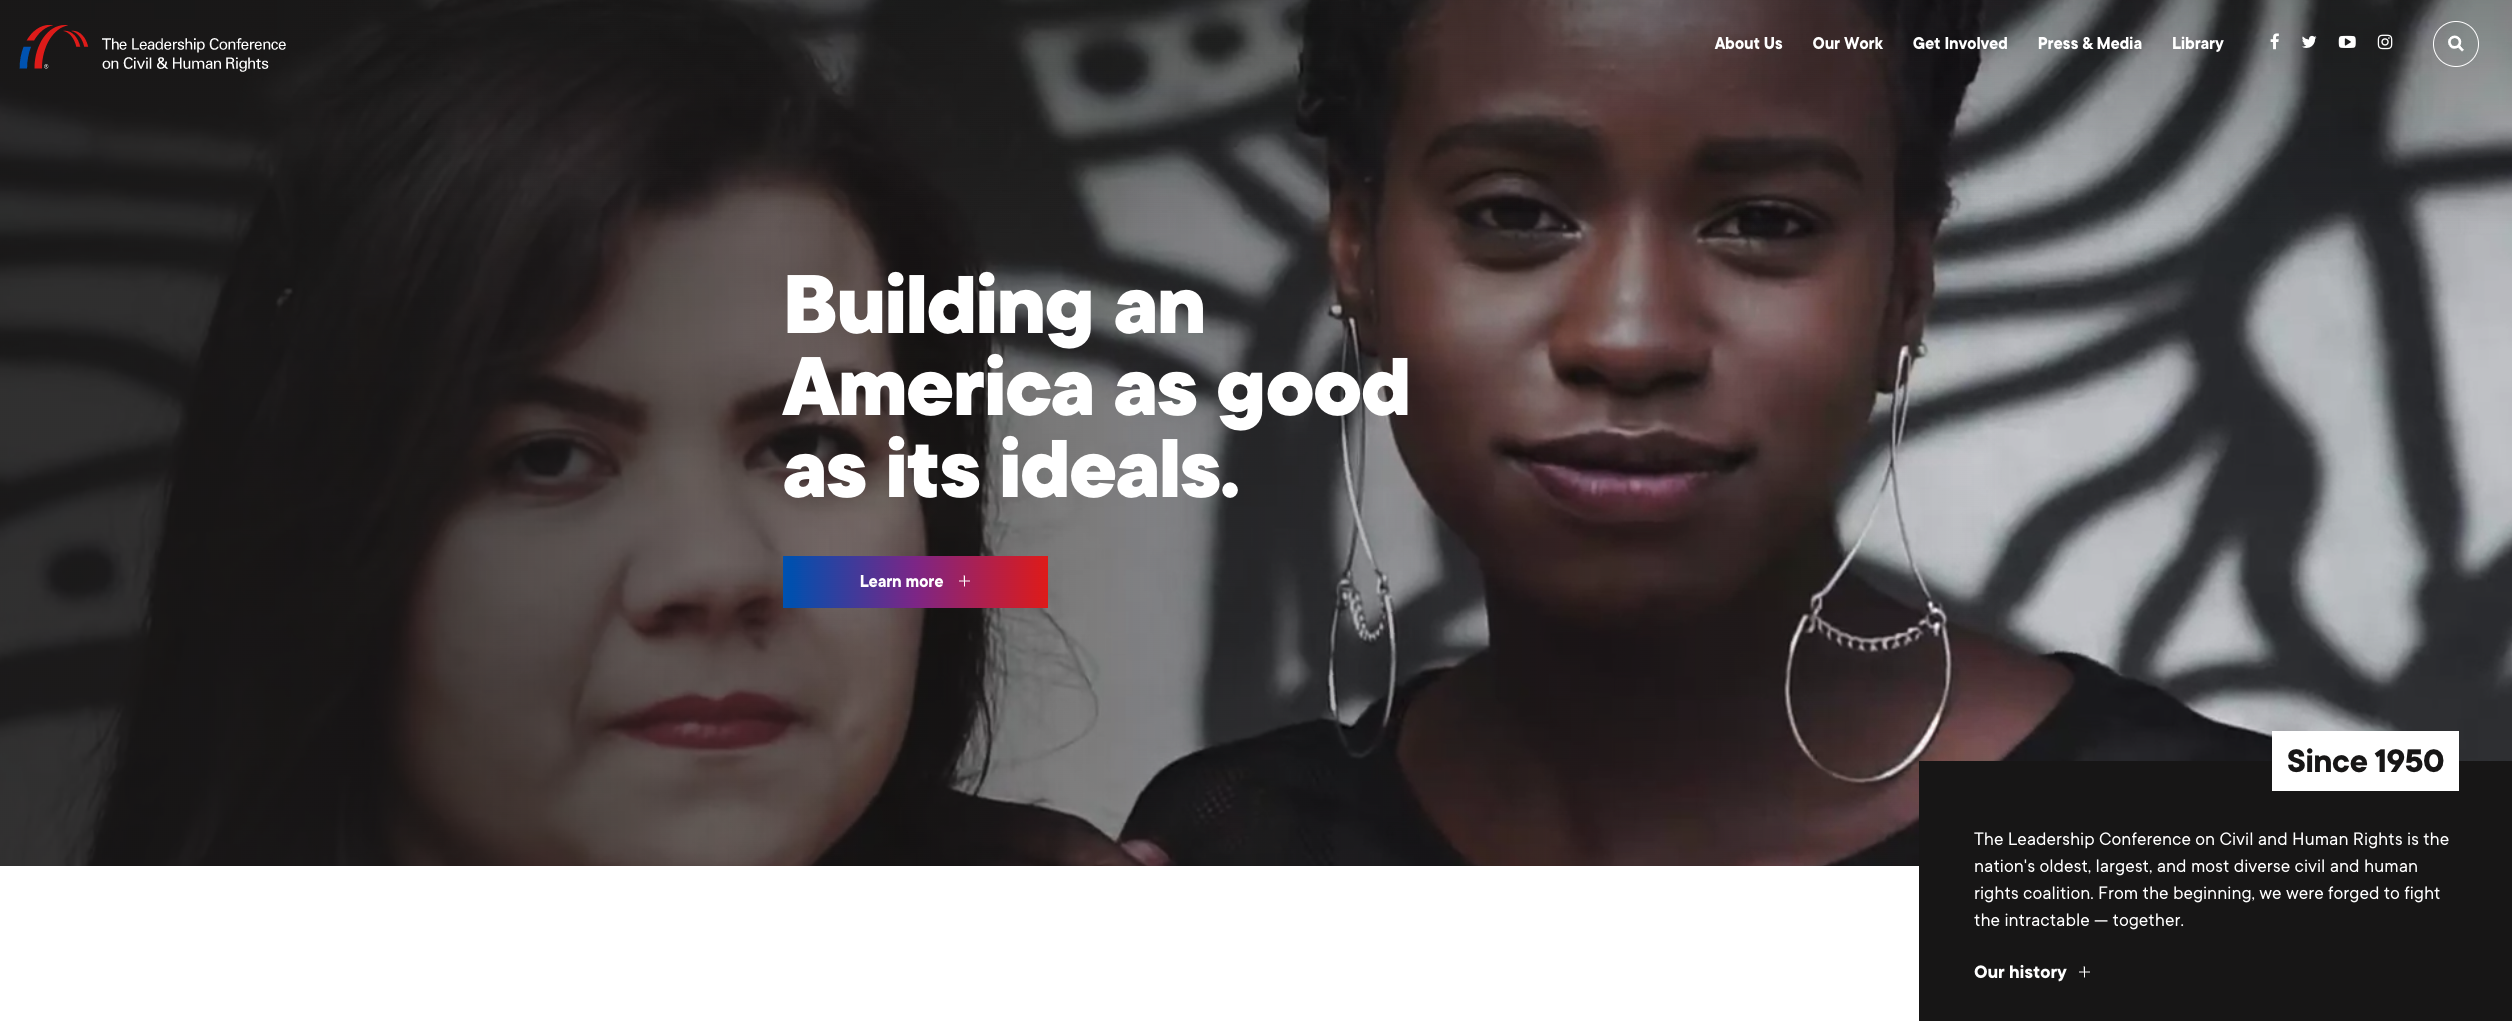 The Leadership Conference
on Civil & Human Rights
®
About Us
Our Work
Get Involved
Press & Media
Library
Building an
America as good
as its ideals.
Learn more +
Since 1950
The Leadership Conference on Civil and Human Rights is the
nation's oldest, largest, and most diverse civil and human
rights coalition. From the beginning, we were forged to fight
the intractable — together.
Our history +